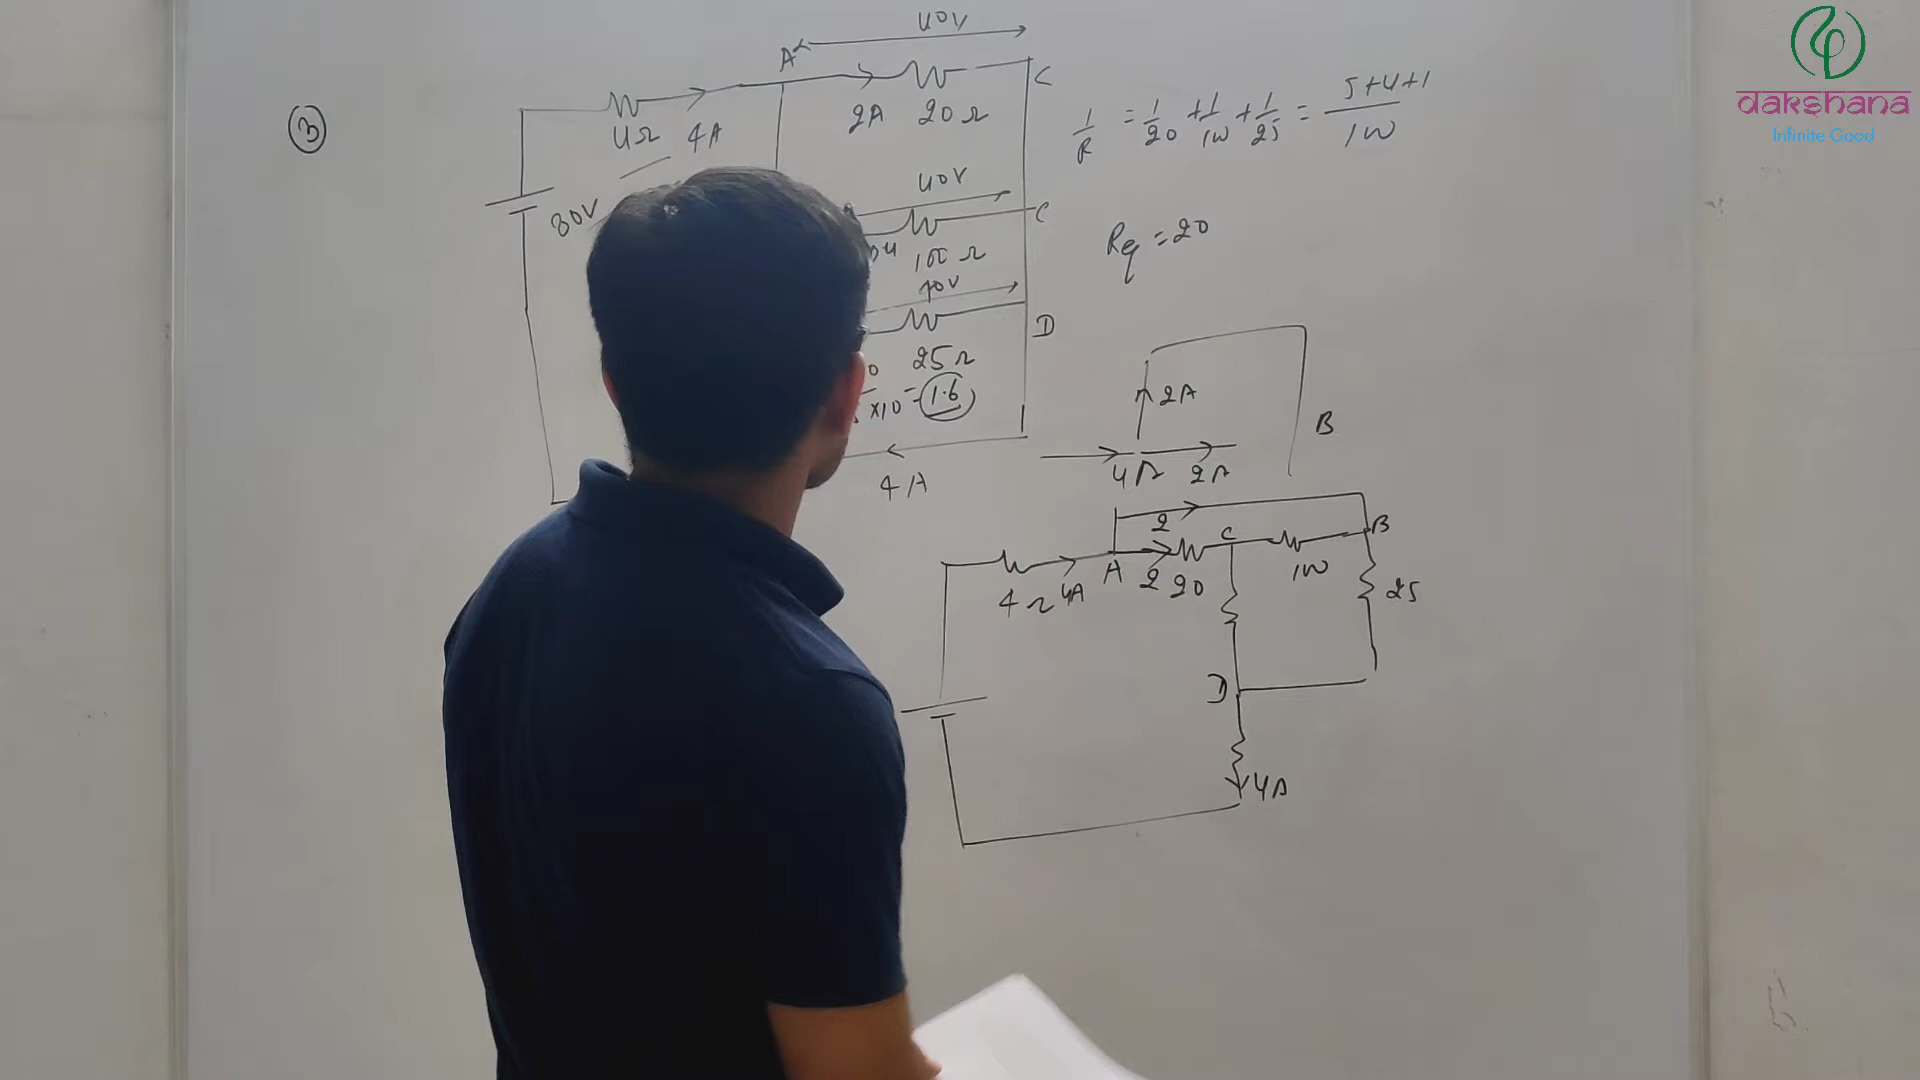 3
40V
A
C
4Ω 4A
2A 20Ω
80V
40V
C
100Ω
40V
D
25Ω
×10 = 1.6
4A
1/R = 1/20 + 1/100 + 1/25 = 5+4+1/100
Req = 20
2A
B
4A 2A
2
C
B
4Ω 4A A 2 20
100
25
D
4A
dakshana
Infinite Good